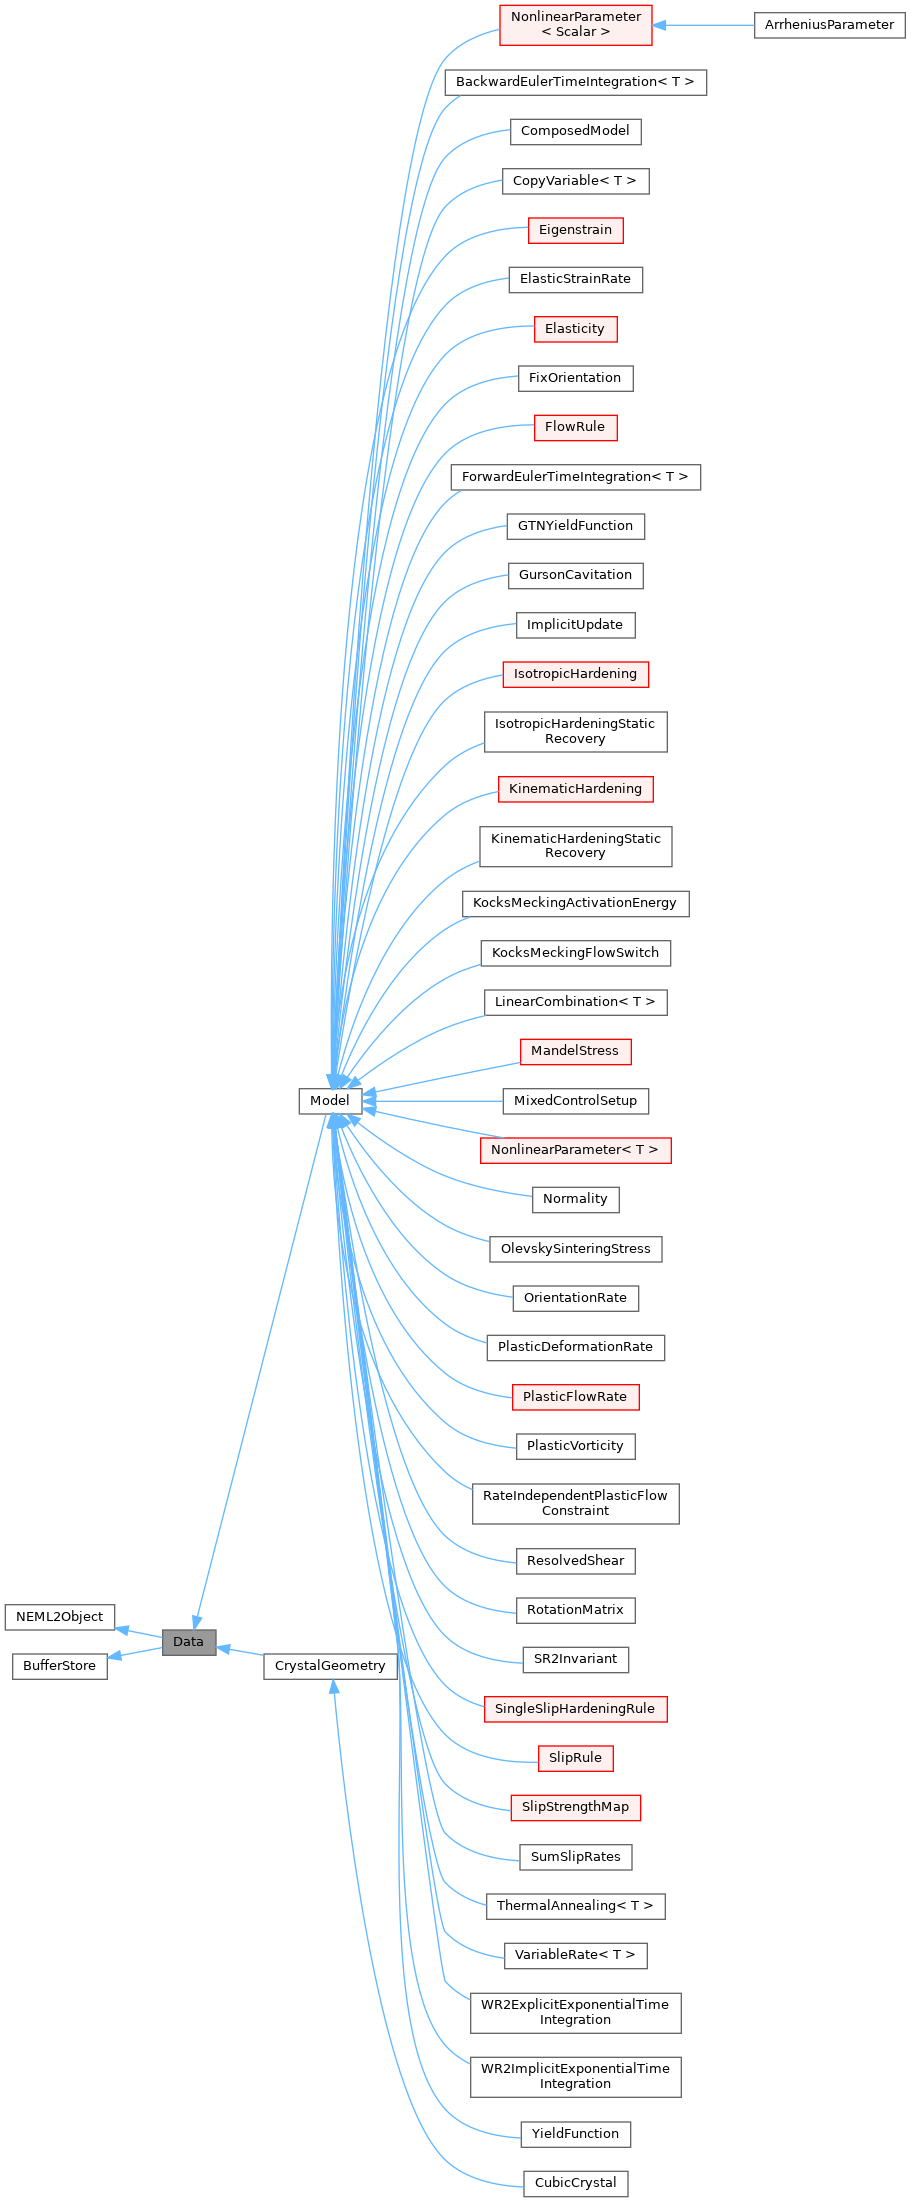 NonlinearParameter
< Scalar >
ArrheniusParameter
BackwardEulerTimeIntegration< T >
ComposedModel
CopyVariable< T >
Eigenstrain
ElasticStrainRate
Elasticity
FixOrientation
FlowRule
ForwardEulerTimeIntegration< T >
GTNYieldFunction
GursonCavitation
ImplicitUpdate
IsotropicHardening
IsotropicHardeningStatic
Recovery
KinematicHardening
KinematicHardeningStatic
Recovery
KocksMeckingActivationEnergy
KocksMeckingFlowSwitch
LinearCombination< T >
MandelStress
Model
MixedControlSetup
NonlinearParameter< T >
Normality
OlevskySinteringStress
OrientationRate
PlasticDeformationRate
PlasticFlowRate
PlasticVorticity
RateIndependentPlasticFlow
Constraint
ResolvedShear
RotationMatrix
NEML2Object
Data
SR2Invariant
BufferStore
CrystalGeometry
SingleSlipHardeningRule
SlipRule
SlipStrengthMap
SumSlipRates
ThermalAnnealing< T >
VariableRate< T >
WR2ExplicitExponentialTime
Integration
WR2ImplicitExponentialTime
Integration
YieldFunction
CubicCrystal